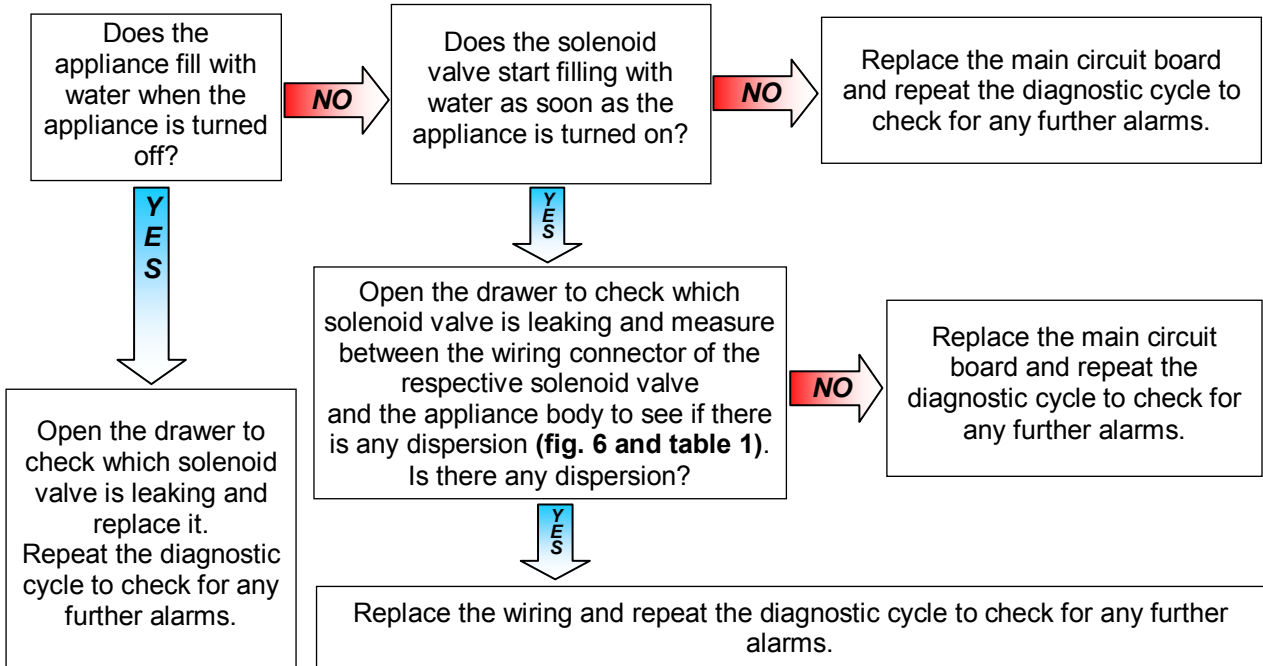 Does the
appliance fill with
water when the
appliance is turned
off?
NO
Does the solenoid
valve start filling with
water as soon as the
appliance is turned on?
NO
Replace the main circuit board
and repeat the diagnostic cycle to
check for any further alarms.
YES
YES
Open the drawer to check which
solenoid valve is leaking and measure
between the wiring connector of the
respective solenoid valve
and the appliance body to see if there
is any dispersion (fig. 6 and table 1).
Is there any dispersion?
NO
Replace the main circuit
board and repeat the
diagnostic cycle to check for
any further alarms.
Open the drawer to
check which solenoid
valve is leaking and
replace it.
Repeat the diagnostic
cycle to check for any
further alarms.
YES
Replace the wiring and repeat the diagnostic cycle to check for any further
alarms.